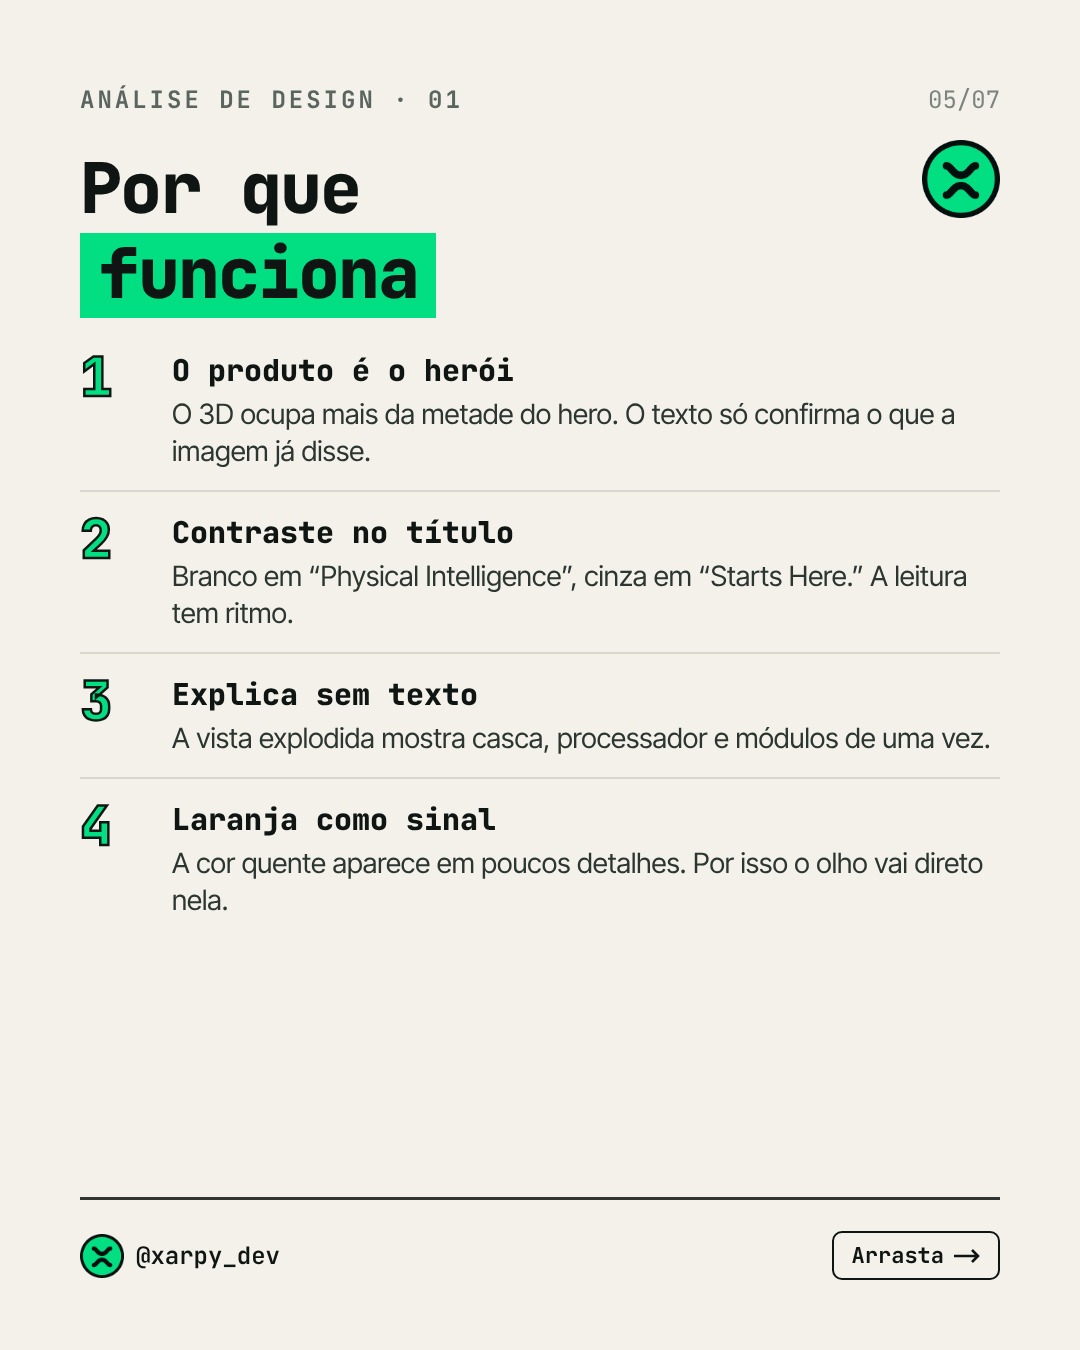 ANÁLISE DE DESIGN · 01
05/07
Por que
funciona
1
O produto é o herói
O 3D ocupa mais da metade do hero. O texto só confirma o que a
imagem já disse.
2
Contraste no título
Branco em “Physical Intelligence”, cinza em “Starts Here.” A leitura
tem ritmo.
3
Explica sem texto
A vista explodida mostra casca, processador e módulos de uma vez.
4
Laranja como sinal
A cor quente aparece em poucos detalhes. Por isso o olho vai direto
nela.
@xarpy_dev
Arrasta →